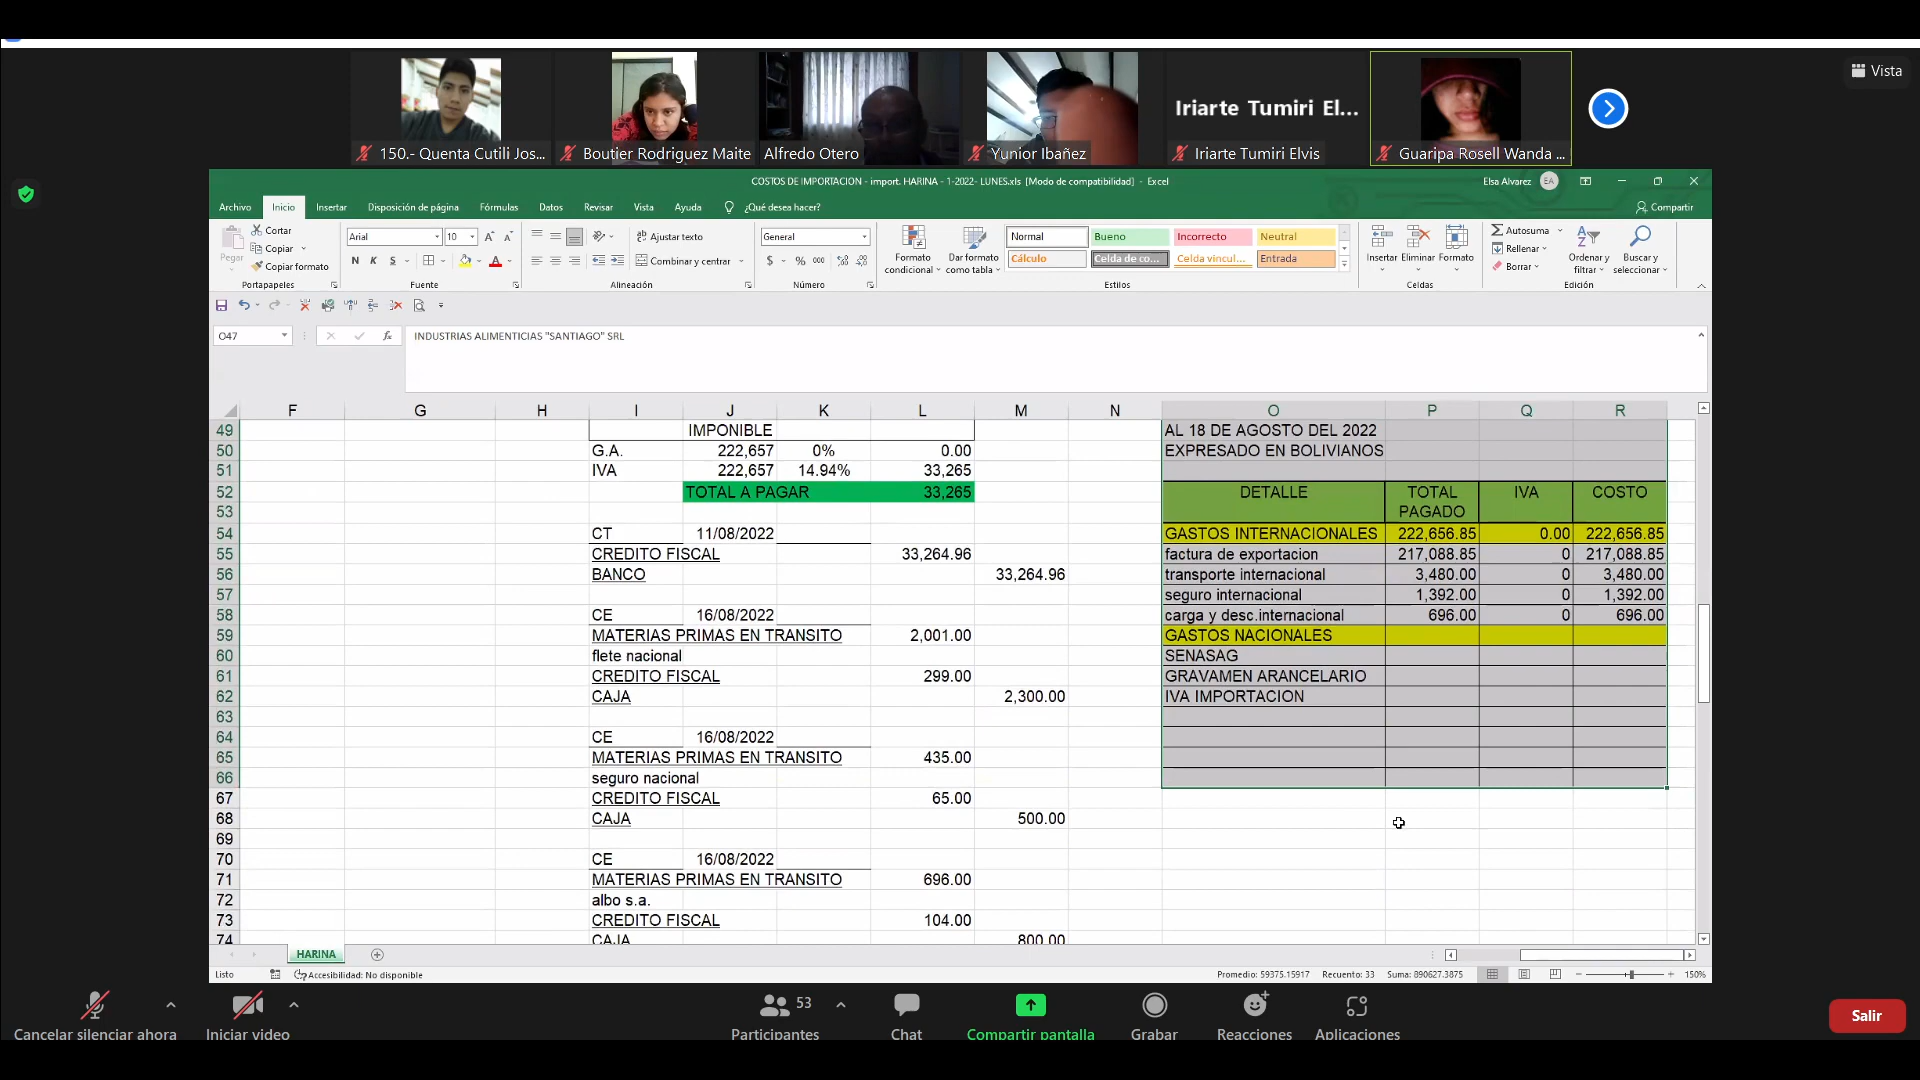 Vista
150.- Quenta Cutili Jos...
Boutier Rodriguez Maite
Alfredo Otero
Yunior Ibañez
Iriarte Tumiri El...
Iriarte Tumiri Elvis
Guaripa Rosell Wanda ...
COSTOS DE IMPORTACION - import. HARINA - 1-2022- LUNES.xls [Modo de compatibilidad] - Excel
Elsa Alvarez EA
Archivo Inicio Insertar Disposición de página Fórmulas Datos Revisar Vista Ayuda ¿Qué desea hacer? Compartir
Pegar
Cortar
Copiar
Copiar formato
Portapapeles
Arial 10
N K S
Fuente
Ajustar texto
Combinar y centrar
Alineación
General
$ % 000
Número
Formato condicional
Dar formato como tabla
Normal Bueno Incorrecto Neutral
Cálculo Celda de co... Celda vincul... Entrada
Estilos
Insertar Eliminar Formato
Celdas
Autosuma
Rellenar
Borrar
Ordenar y filtrar
Buscar y seleccionar
Edición
O47 fx INDUSTRIAS ALIMENTICIAS "SANTIAGO" SRL
F G H I J K L M N O P Q R
49 IMPONIBLE AL 18 DE AGOSTO DEL 2022
50 G.A. 222,657 0% 0.00 EXPRESADO EN BOLIVIANOS
51 IVA 222,657 14.94% 33,265
52 TOTAL A PAGAR 33,265 DETALLE TOTAL IVA COSTO
53 PAGADO
54 CT 11/08/2022 GASTOS INTERNACIONALES 222,656.85 0.00 222,656.85
55 CREDITO FISCAL 33,264.96 factura de exportacion 217,088.85 0 217,088.85
56 BANCO 33,264.96 transporte internacional 3,480.00 0 3,480.00
57 seguro internacional 1,392.00 0 1,392.00
58 CE 16/08/2022 carga y desc.internacional 696.00 0 696.00
59 MATERIAS PRIMAS EN TRANSITO 2,001.00 GASTOS NACIONALES
60 flete nacional SENASAG
61 CREDITO FISCAL 299.00 GRAVAMEN ARANCELARIO
62 CAJA 2,300.00 IVA IMPORTACION
63
64 CE 16/08/2022
65 MATERIAS PRIMAS EN TRANSITO 435.00
66 seguro nacional
67 CREDITO FISCAL 65.00
68 CAJA 500.00
69
70 CE 16/08/2022
71 MATERIAS PRIMAS EN TRANSITO 696.00
72 albo s.a.
73 CREDITO FISCAL 104.00
74 CAJA 800.00
HARINA
Listo Accesibilidad: No disponible Promedio: 59375.15917 Recuento: 33 Suma: 890627.3875 150%
Cancelar silenciar ahora
Iniciar video
53
Participantes
Chat
Compartir pantalla
Grabar
Reacciones
Aplicaciones
Salir